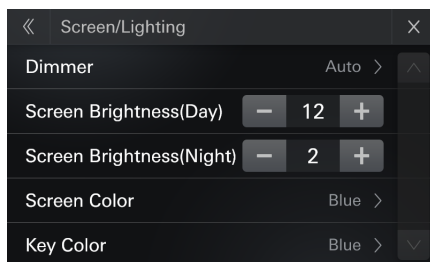 Screen/Lighting
Dimmer Auto
Screen Brightness(Day) 12
Screen Brightness(Night) 2
Screen Color Blue
Key Color Blue